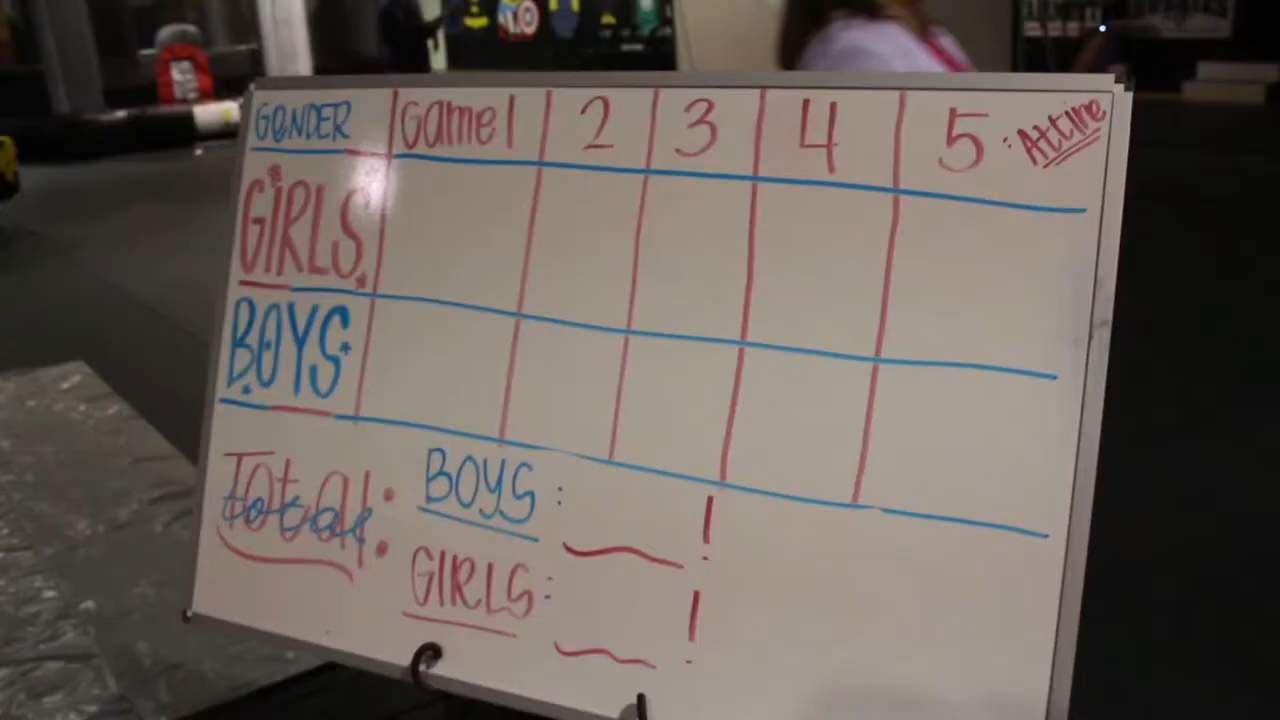 GENDER Game 1 2 3 4 5 : Attire
GIRLS
BOYS
Total: BOYS : !
GIRLS : !